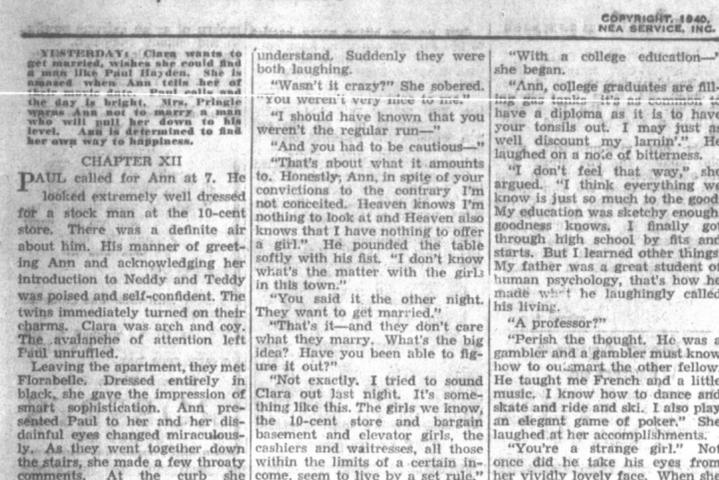 COPYRIGHT, 1940,
NEA SERVICE, INC.
YESTERDAY: Clara wants to
get married, wishes she could find
a man like Paul Hayden. She is
amazed when Ann tells her of
their date. Paul calls and
the day is bright. Mrs. Pringle
warns Ann not to marry a man
who will pull her down to his
level. Ann is determined to find
her own way to happiness.
CHAPTER XII
PAUL called for Ann at 7. He
looked extremely well dressed
for a stock man at the 10-cent
store. There was a definite air
about him. His manner of greet-
ing Ann and acknowledging her
introduction to Neddy and Teddy
was poised and self-confident. The
twins immediately turned on their
charms. Clara was arch and coy.
The avalanche of attention left
Paul unruffled.
Leaving the apartment, they met
Florabelle. Dressed entirely in
black, she gave the impression of
smart sophistication. Ann pre-
sented Paul to her and her dis-
dainful eyes changed miraculous-
ly. As they went together down
the stairs, she made a few throaty
comments. At the curb she
understand. Suddenly they were
both laughing.
"Wasn't it crazy?" She sobered.
"You weren't very nice to me."
"I should have known that you
weren't the regular run—"
"And you had to be cautious—"
"That's about what it amounts
to. Honestly, Ann, in spite of your
convictions to the contrary I'm
not conceited. Heaven knows I'm
nothing to look at and Heaven also
knows that I have nothing to offer
a girl." He pounded the table
softly with his fist. "I don't know
what's the matter with the girls
in this town."
"You said it the other night.
They want to get married."
"That's it—and they don't care
what they marry. What's the big
idea? Have you been able to fig-
ure it out?"
"Not exactly. I tried to sound
Clara out last night. It's some-
thing like this. The girls we know,
the 10-cent store and bargain
basement and elevator girls, the
cashiers and waitresses, all those
within the limits of a certain in-
come, seem to live by a set rule."
"With a college education—"
she began.
"Ann, college graduates are fill-
ing gas tanks. It's as common to
have a diploma as it is to have
your tonsils out. I may just as
well discount my larnin'." He
laughed on a note of bitterness.
"I don't feel that way," she
argued. "I think everything we
know is just so much to the good.
My education was sketchy enough,
goodness knows. I finally got
through high school by fits and
starts. But I learned other things.
My father was a great student of
human psychology, that's how he
made what he laughingly called
his living.
"A professor?"
"Perish the thought. He was a
gambler and a gambler must know
how to outsmart the other fellow.
He taught me French and a little
music. I know how to dance and
skate and ride and ski. I also play
an elegant game of poker." She
laughed at her accomplishments.
"You're a strange girl." Not
once did he take his eyes from
her vividly lovely face. When she